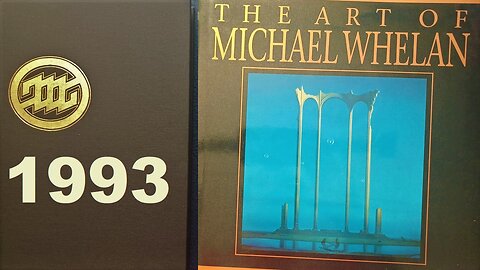 1993
THE ART OF
MICHAEL WHELAN